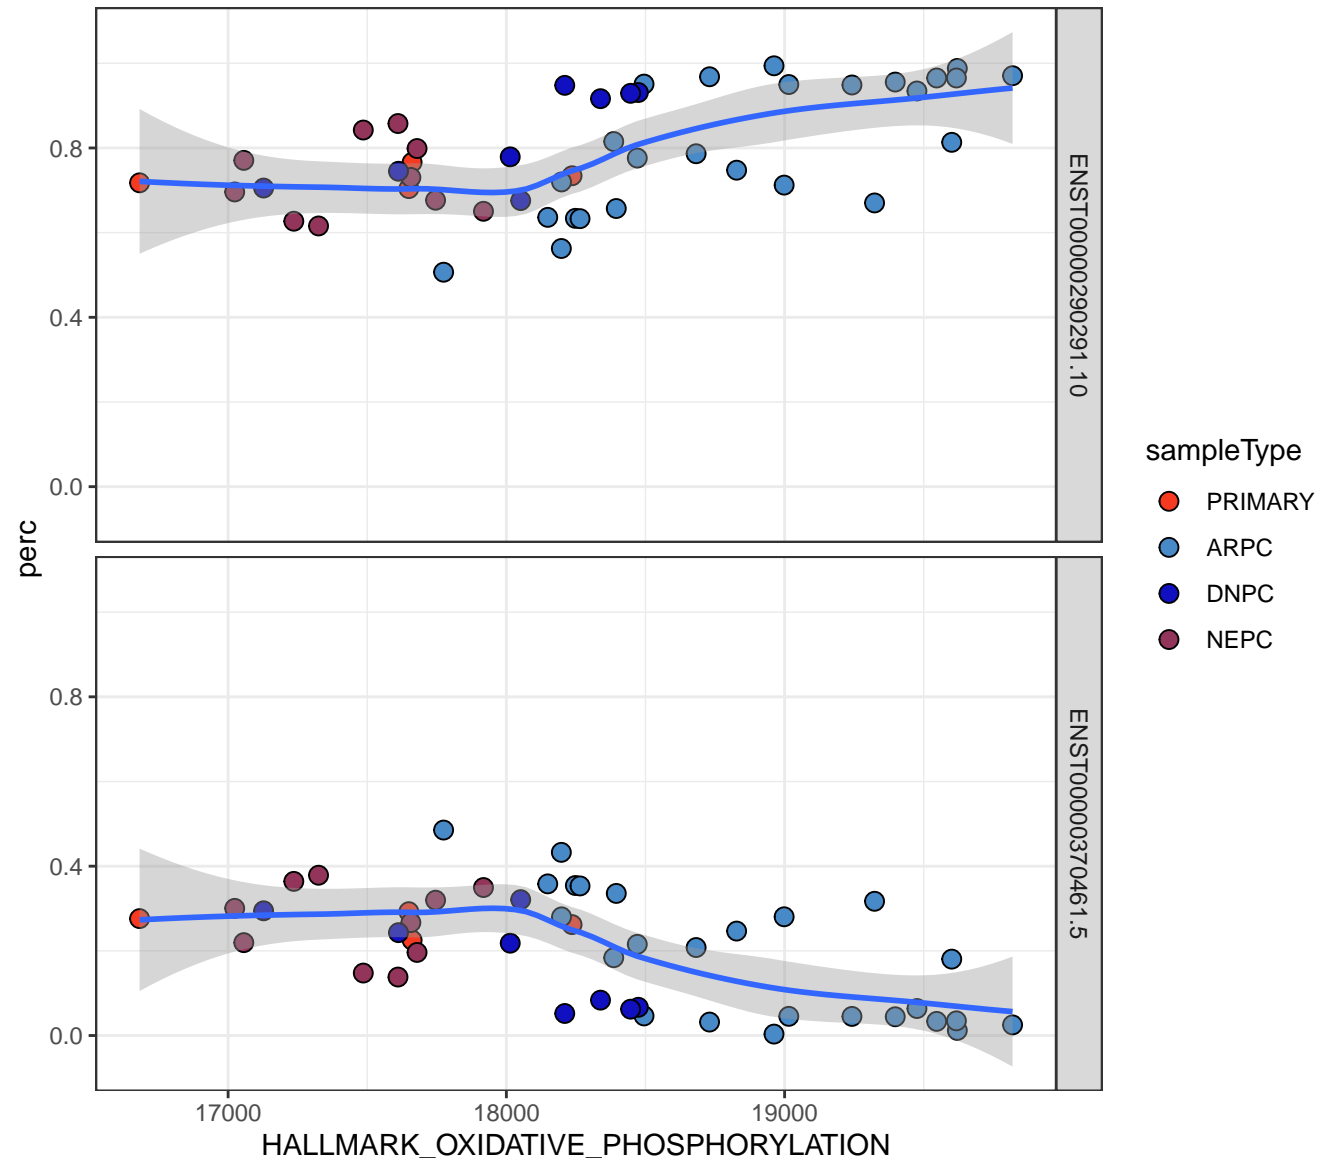 perc
0.8
0.4
0.0
ENST00000290291.10
0.8
0.4
0.0
ENST00000370461.5
17000
18000
19000
HALLMARK_OXIDATIVE_PHOSPHORYLATION
sampleType
PRIMARY
ARPC
DNPC
NEPC